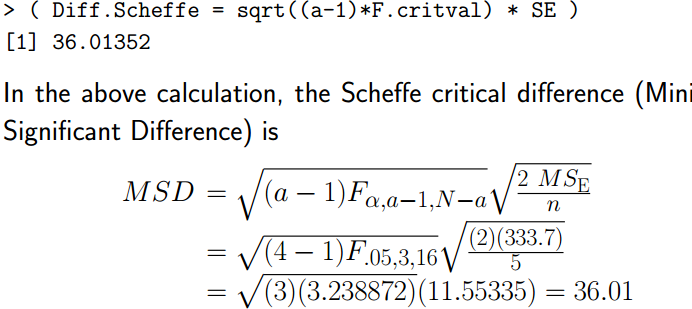 > ( Diff.Scheffe = sqrt((a-1)*F.critval) * SE )
[1] 36.01352
In the above calculation, the Scheffe critical difference (Mini
Significant Difference) is
MSD = √((a − 1)F_{α,a−1,N−a}) √(2 MS_E / n)
= √((4 − 1)F_{.05,3,16}) √((2)(333.7) / 5)
= √((3)(3.238872))(11.55335) = 36.01